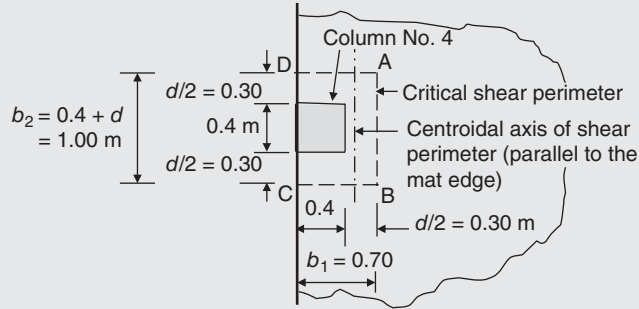 Column No. 4
D
A
d/2 = 0.30
Critical shear perimeter
b2 = 0.4 + d
= 1.00 m
0.4 m
Centroidal axis of shear
perimeter (parallel to the
mat edge)
d/2 = 0.30
C
B
0.4
d/2 = 0.30 m
b1 = 0.70